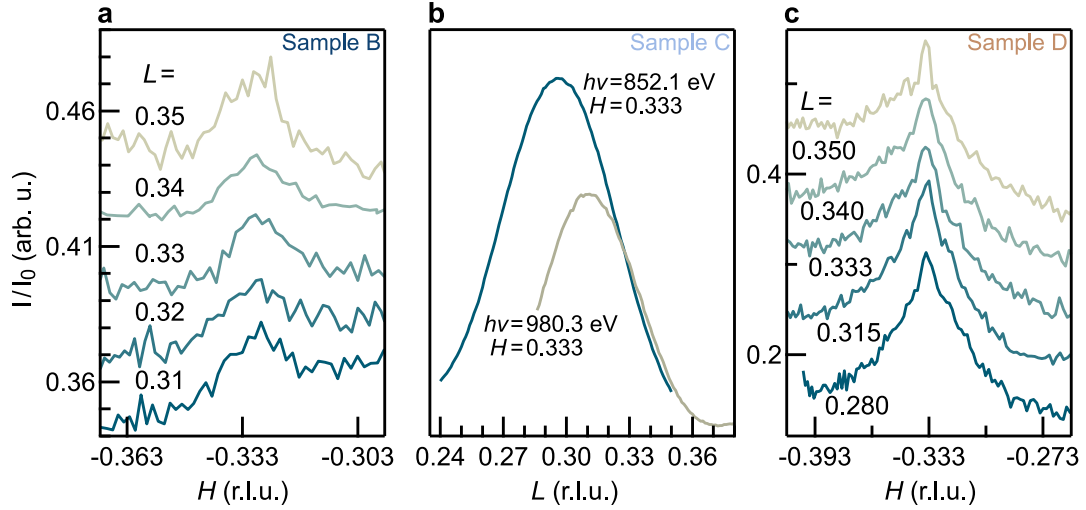 a
Sample B
L =
0.35
0.34
0.33
0.32
0.31
I/I0 (arb. u.)
0.46
0.41
0.36
-0.363 -0.333 -0.303
H (r.l.u.)
b
Sample C
hv=852.1 eV
H=0.333
hv=980.3 eV
H=0.333
0.24 0.27 0.30 0.33 0.36
L (r.l.u.)
c
Sample D
L=
0.350
0.340
0.333
0.315
0.280
0.4
0.2
-0.393 -0.333 -0.273
H (r.l.u.)